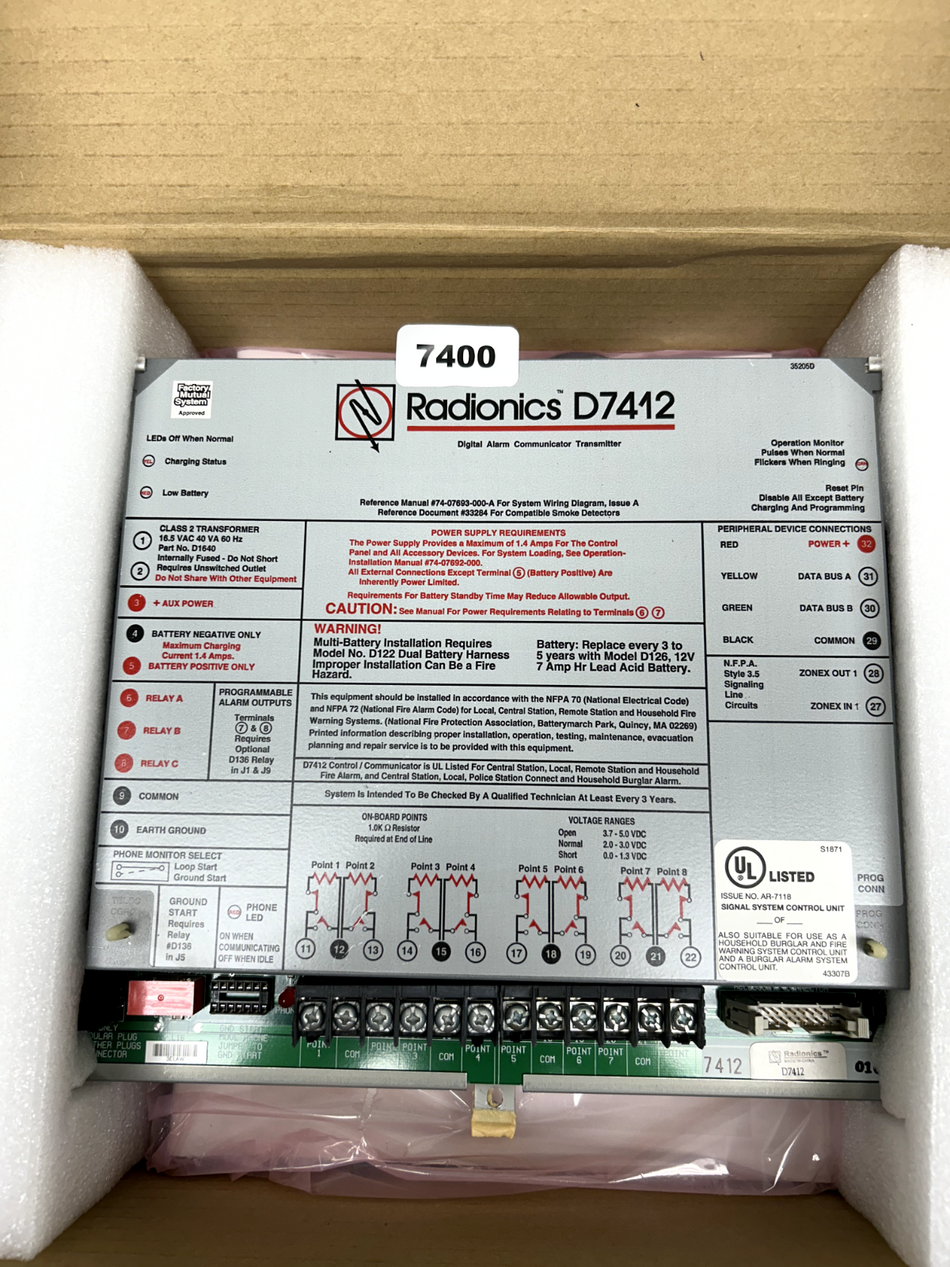 7400
35205D
Factory
Mutual
System
Approved
Radionics™ D7412
Digital Alarm Communicator Transmitter
LEDs Off When Normal
YEL Charging Status
RED Low Battery
Operation Monitor
Pulses When Normal
Flickers When Ringing
GRN
Reset Pin
Disable All Except Battery
Charging And Programming
Reference Manual #74-07693-000-A For System Wiring Diagram, Issue A
Reference Document #33284 For Compatible Smoke Detectors
1
2
CLASS 2 TRANSFORMER
16.5 VAC 40 VA 60 Hz
Part No. D1640
Internally Fused - Do Not Short
Requires Unswitched Outlet
Do Not Share With Other Equipment
3 + AUX POWER
4 BATTERY NEGATIVE ONLY
Maximum Charging
Current 1.4 Amps.
5 BATTERY POSITIVE ONLY
6 RELAY A
7 RELAY B
8 RELAY C
PROGRAMMABLE
ALARM OUTPUTS
Terminals
7 & 8
Requires
Optional
D136 Relay
in J1 & J9
9 COMMON
10 EARTH GROUND
PHONE MONITOR SELECT
Loop Start
Ground Start
TELCO
GROUND
START
Requires
Relay
#D136
in J5
RED PHONE
LED
ON WHEN
COMMUNICATING
OFF WHEN IDLE
POWER SUPPLY REQUIREMENTS
The Power Supply Provides a Maximum of 1.4 Amps For The Control
Panel and All Accessory Devices. For System Loading, See Operation-
Installation Manual #74-07692-000.
All External Connections Except Terminal 5 (Battery Positive) Are
Inherently Power Limited.
Requirements For Battery Standby Time May Reduce Allowable Output.
CAUTION: See Manual For Power Requirements Relating to Terminals 6 7
WARNING!
Multi-Battery Installation Requires
Model No. D122 Dual Battery Harness
Improper Installation Can Be a Fire
Hazard.
Battery: Replace every 3 to
5 years with Model D126, 12V
7 Amp Hr Lead Acid Battery.
This equipment should be installed in accordance with the NFPA 70 (National Electrical Code)
and NFPA 72 (National Fire Alarm Code) for Local, Central Station, Remote Station and Household Fire
Warning Systems. (National Fire Protection Association, Batterymarch Park, Quincy, MA 02269)
Printed information describing proper installation, operation, testing, maintenance, evacuation
planning and repair service is to be provided with this equipment.
D7412 Control / Communicator is UL Listed For Central Station, Local, Remote Station and Household
Fire Alarm, and Central Station, Local, Police Station Connect and Household Burglar Alarm.
System Is Intended To Be Checked By A Qualified Technician At Least Every 3 Years.
ON-BOARD POINTS
1.0K Ω Resistor
Required at End of Line
VOLTAGE RANGES
Open 3.7 - 5.0 VDC
Normal 2.0 - 3.0 VDC
Short 0.0 - 1.3 VDC
Point 1 Point 2 Point 3 Point 4 Point 5 Point 6 Point 7 Point 8
11 12 13 14 15 16 17 18 19 20 21 22
PERIPHERAL DEVICE CONNECTIONS
RED POWER + 32
YELLOW DATA BUS A 31
GREEN DATA BUS B 30
BLACK COMMON 29
N.F.P.A.
Style 3.5
Signaling
Line
Circuits
ZONEX OUT 1 28
ZONEX IN 1 27
UL LISTED
S1871
ISSUE NO. AR-7118
SIGNAL SYSTEM CONTROL UNIT
___ OF ___
ALSO SUITABLE FOR USE AS A
HOUSEHOLD BURGLAR AND FIRE
WARNING SYSTEM CONTROL UNIT
AND A BURGLAR ALARM SYSTEM
CONTROL UNIT.
43307B
PROG
CONN
PROG
CONN
POINT
1
COM
POINT
3
COM
POINT
4
POINT
5
COM
POINT
6
POINT
7
COM
7412
Radionics™
D7412